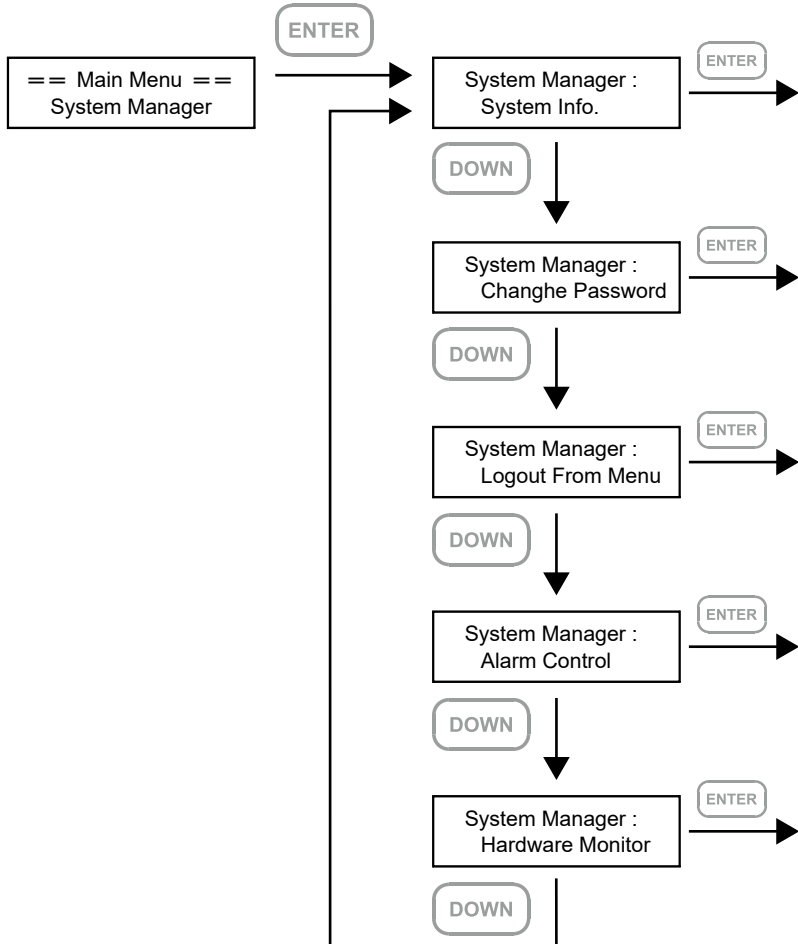 ENTER
== Main Menu ==
System Manager
System Manager :
System Info.
ENTER
DOWN
System Manager :
Changhe Password
ENTER
DOWN
System Manager :
Logout From Menu
ENTER
DOWN
System Manager :
Alarm Control
ENTER
DOWN
System Manager :
Hardware Monitor
ENTER
DOWN